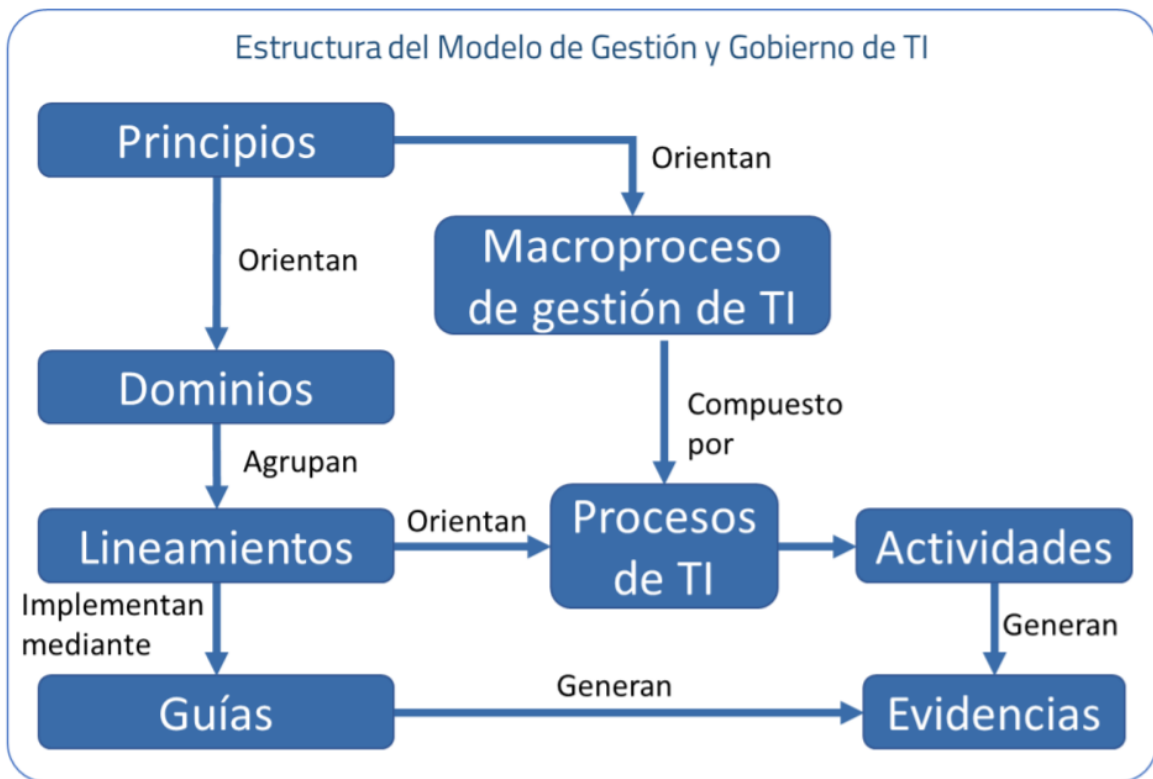 Estructura del Modelo de Gestión y Gobierno de TI
Principios
Orientan
Macroproceso
de gestión de TI
Orientan
Dominios
Compuesto
por
Agrupan
Lineamientos
Orientan
Procesos
de TI
Actividades
Implementan
mediante
Generan
Guías
Generan
Evidencias